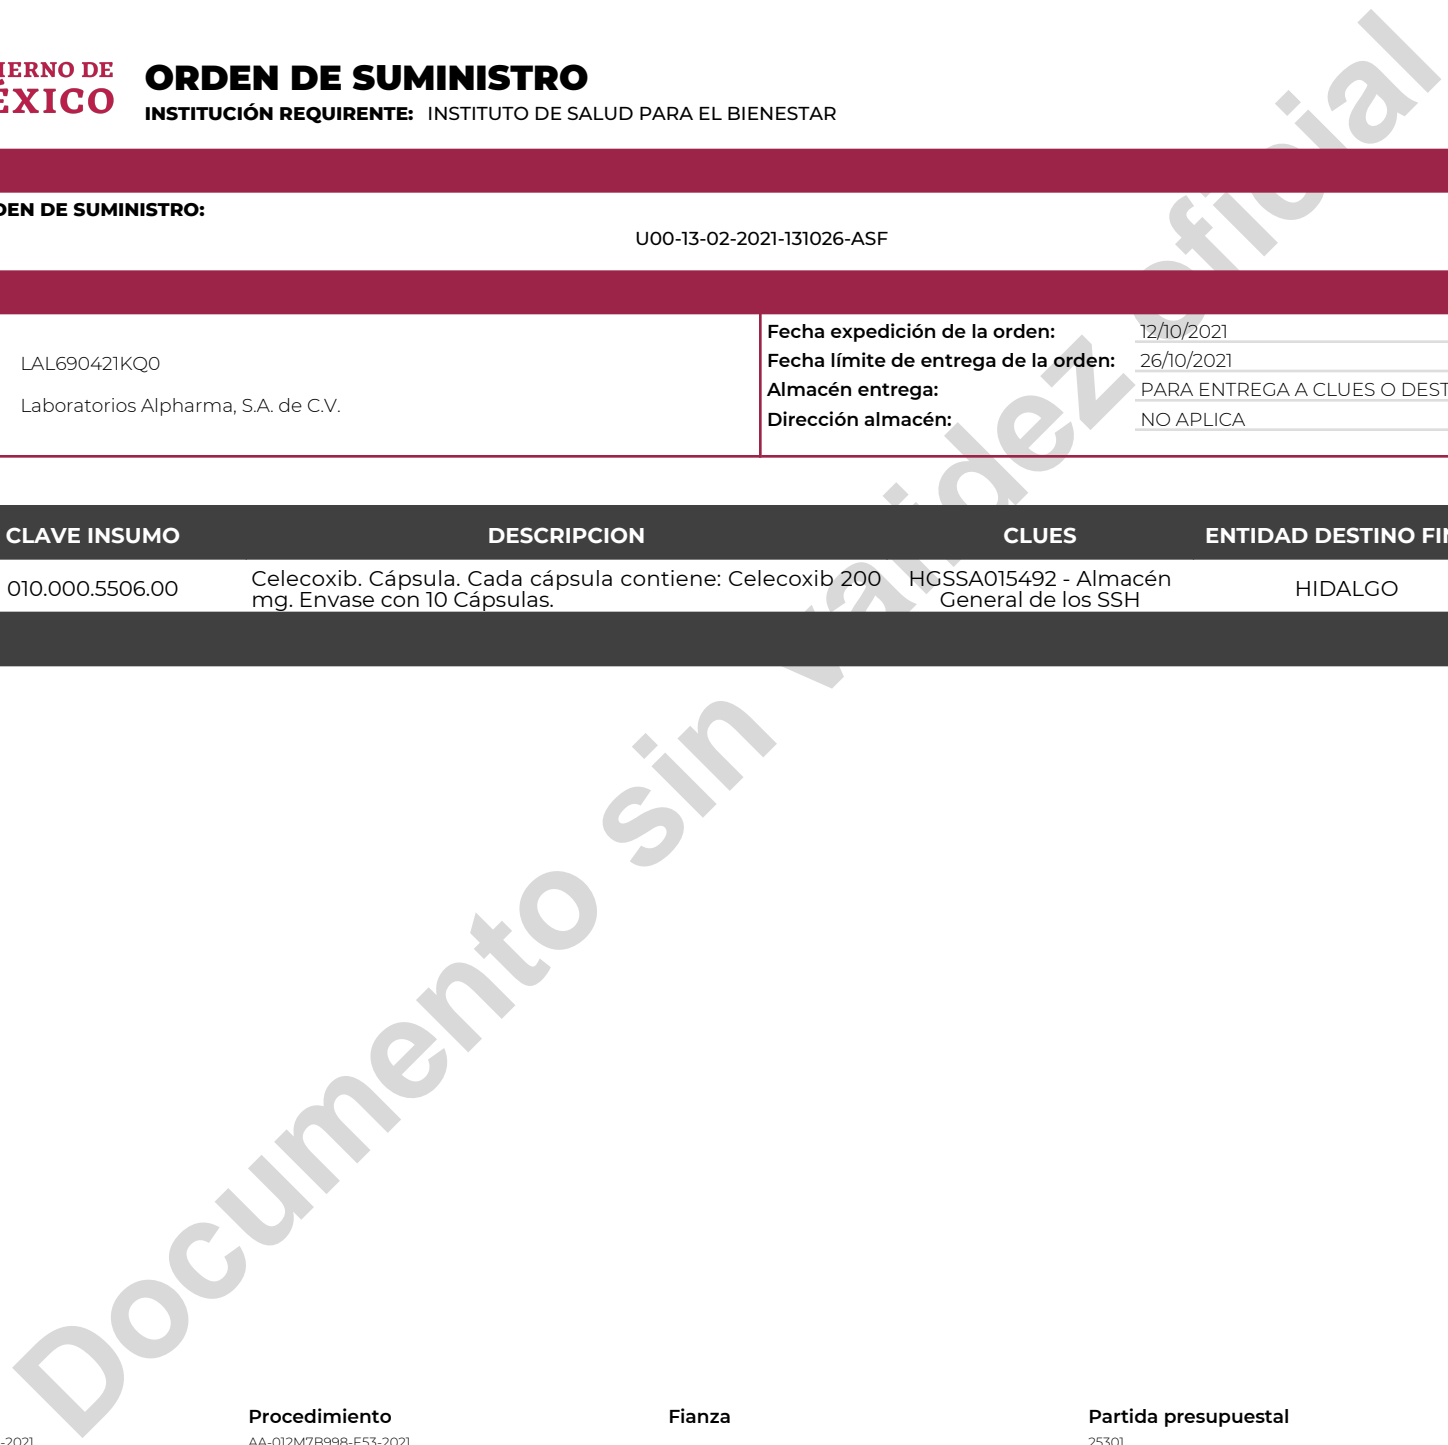 IERNO DE
ÉXICO
ORDEN DE SUMINISTRO
INSTITUCIÓN REQUIRENTE: INSTITUTO DE SALUD PARA EL BIENESTAR
DEN DE SUMINISTRO:
U00-13-02-2021-131026-ASF
LAL690421KQ0
Laboratorios Alpharma, S.A. de C.V.
Fecha expedición de la orden: 12/10/2021
Fecha límite de entrega de la orden: 26/10/2021
Almacén entrega: PARA ENTREGA A CLUES O DEST
Dirección almacén: NO APLICA
CLAVE INSUMO DESCRIPCION CLUES ENTIDAD DESTINO FIN
010.000.5506.00
Celecoxib. Cápsula. Cada cápsula contiene: Celecoxib 200
mg. Envase con 10 Cápsulas.
HGSSA015492 - Almacén
General de los SSH
HIDALGO
Documento sin validez oficial
Procedimiento Fianza Partida presupuestal
-2021 AA-012M7B998-E53-2021 25301